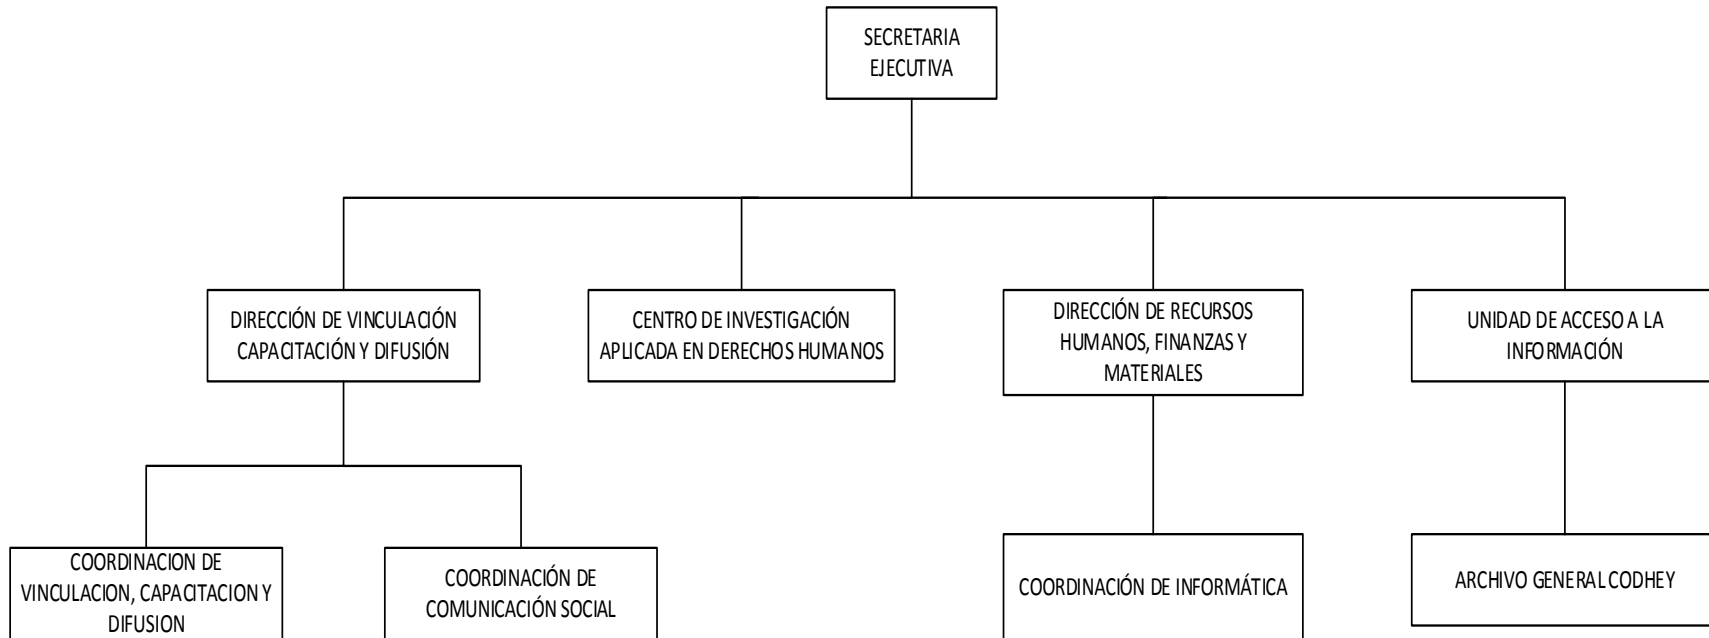 SECRETARIA
EJECUTIVA
DIRECCIÓN DE VINCULACIÓN
CAPACITACIÓN Y DIFUSIÓN
CENTRO DE INVESTIGACIÓN
APLICADA EN DERECHOS HUMANOS
DIRECCIÓN DE RECURSOS
HUMANOS, FINANZAS Y
MATERIALES
UNIDAD DE ACCESO A LA
INFORMACIÓN
COORDINACION DE
VINCULACION, CAPACITACION Y
DIFUSION
COORDINACIÓN DE
COMUNICACIÓN SOCIAL
COORDINACIÓN DE INFORMÁTICA
ARCHIVO GENERAL CODHEY